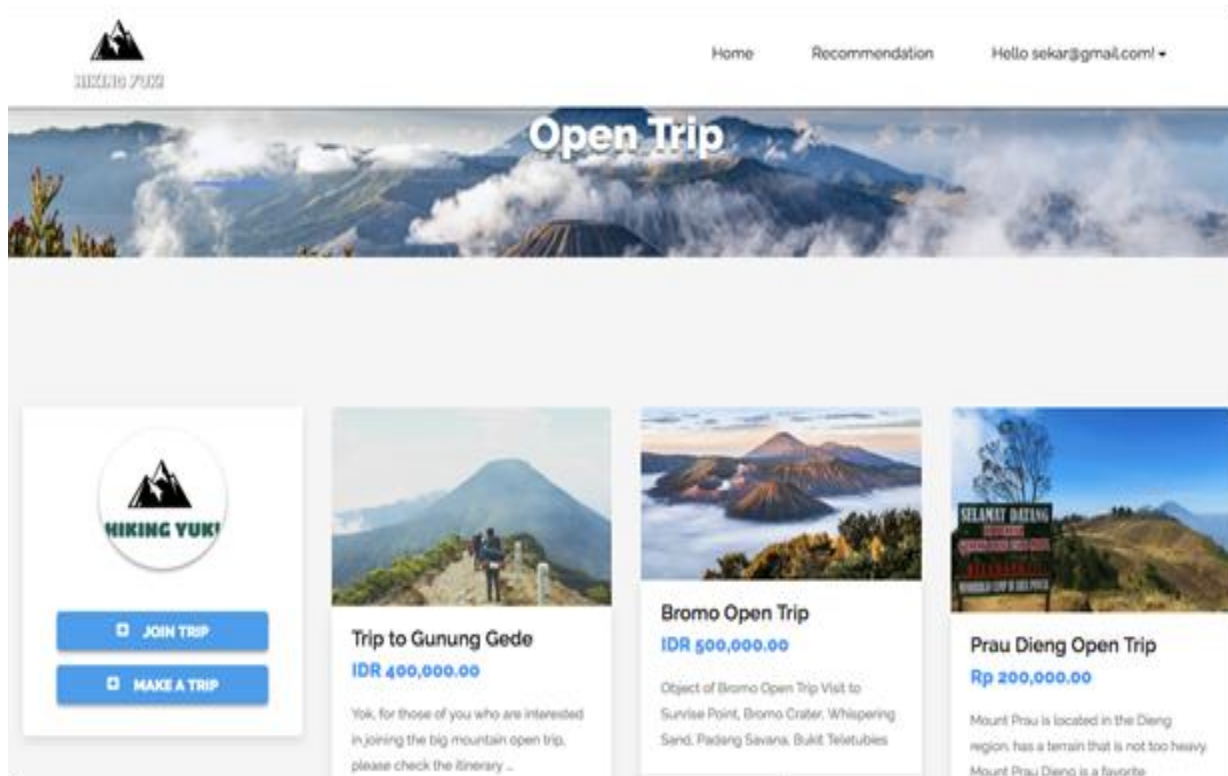 HIKING YUK!
Home
Recommendation
Hello sekar@gmail.com!
Open Trip
HIKING YUK!
JOIN TRIP
MAKE A TRIP
Trip to Gunung Gede
IDR 400,000.00
Yok, for those of you who are interested
in joining the big mountain open trip,
please check the itinerary ...
Bromo Open Trip
IDR 500,000.00
Object of Bromo Open Trip Visit to
Sunrise Point, Bromo Crater, Whispering
Sand, Padang Savana, Bukit Teletubies
SELAMAT DATANG
Prau Dieng Open Trip
Rp 200,000.00
Mount Prau is located in the Dieng
region, has a terrain that is not too heavy.
Mount Prau Dieng is a favorite